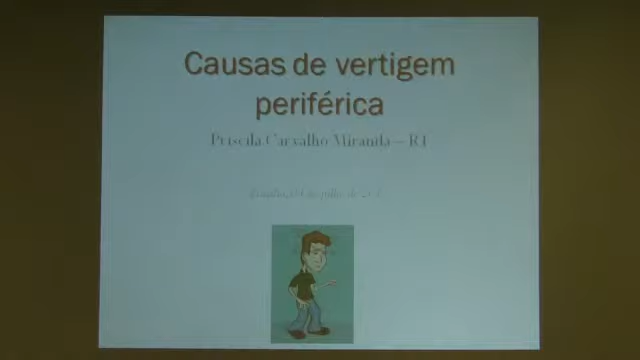 Causas de vertigem
periférica
Priscila Carvalho Miranda – R1